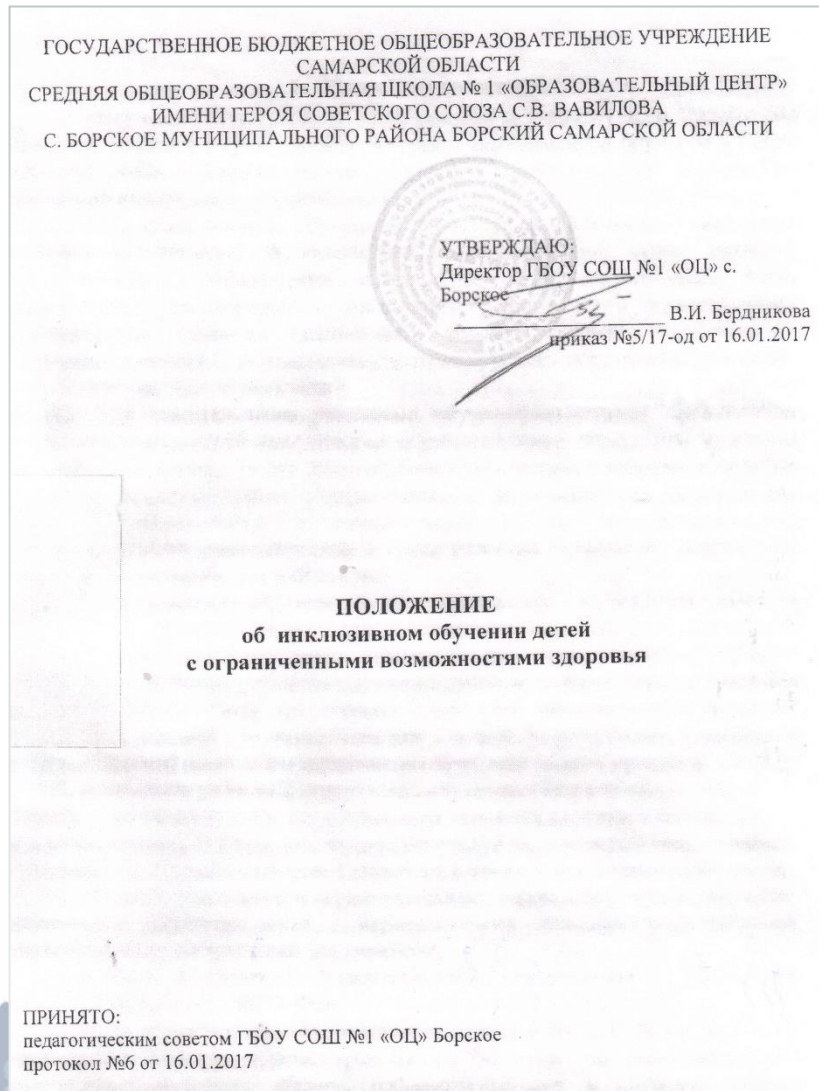 ГОСУДАРСТВЕННОЕ БЮДЖЕТНОЕ ОБЩЕОБРАЗОВАТЕЛЬНОЕ УЧРЕЖДЕНИЕ
САМАРСКОЙ ОБЛАСТИ
СРЕДНЯЯ ОБЩЕОБРАЗОВАТЕЛЬНАЯ ШКОЛА № 1 «ОБРАЗОВАТЕЛЬНЫЙ ЦЕНТР»
ИМЕНИ ГЕРОЯ СОВЕТСКОГО СОЮЗА С.В. ВАВИЛОВА
С. БОРСКОЕ МУНИЦИПАЛЬНОГО РАЙОНА БОРСКИЙ САМАРСКОЙ ОБЛАСТИ
УТВЕРЖДАЮ:
Директор ГБОУ СОШ №1 «ОЦ» с.
Борское
В.И. Бердникова
приказ №5/17-од от 16.01.2017
ПОЛОЖЕНИЕ
об инклюзивном обучении детей
с ограниченными возможностями здоровья
ПРИНЯТО:
педагогическим советом ГБОУ СОШ №1 «ОЦ» Борское
протокол №6 от 16.01.2017